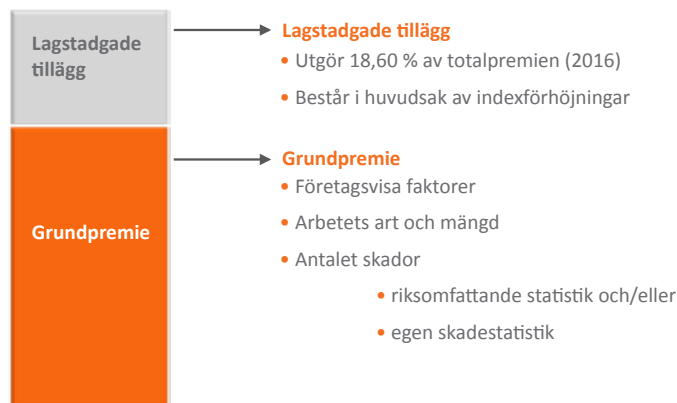 Lagstadgade
tillägg
Lagstadgade tillägg
• Utgör 18,60 % av totalpremien (2016)
• Består i huvudsak av indexförhöjningar
Grundpremie
Grundpremie
• Företagsvisa faktorer
• Arbetets art och mängd
• Antalet skador
• riksomfattande statistik och/eller
• egen skadestatistik